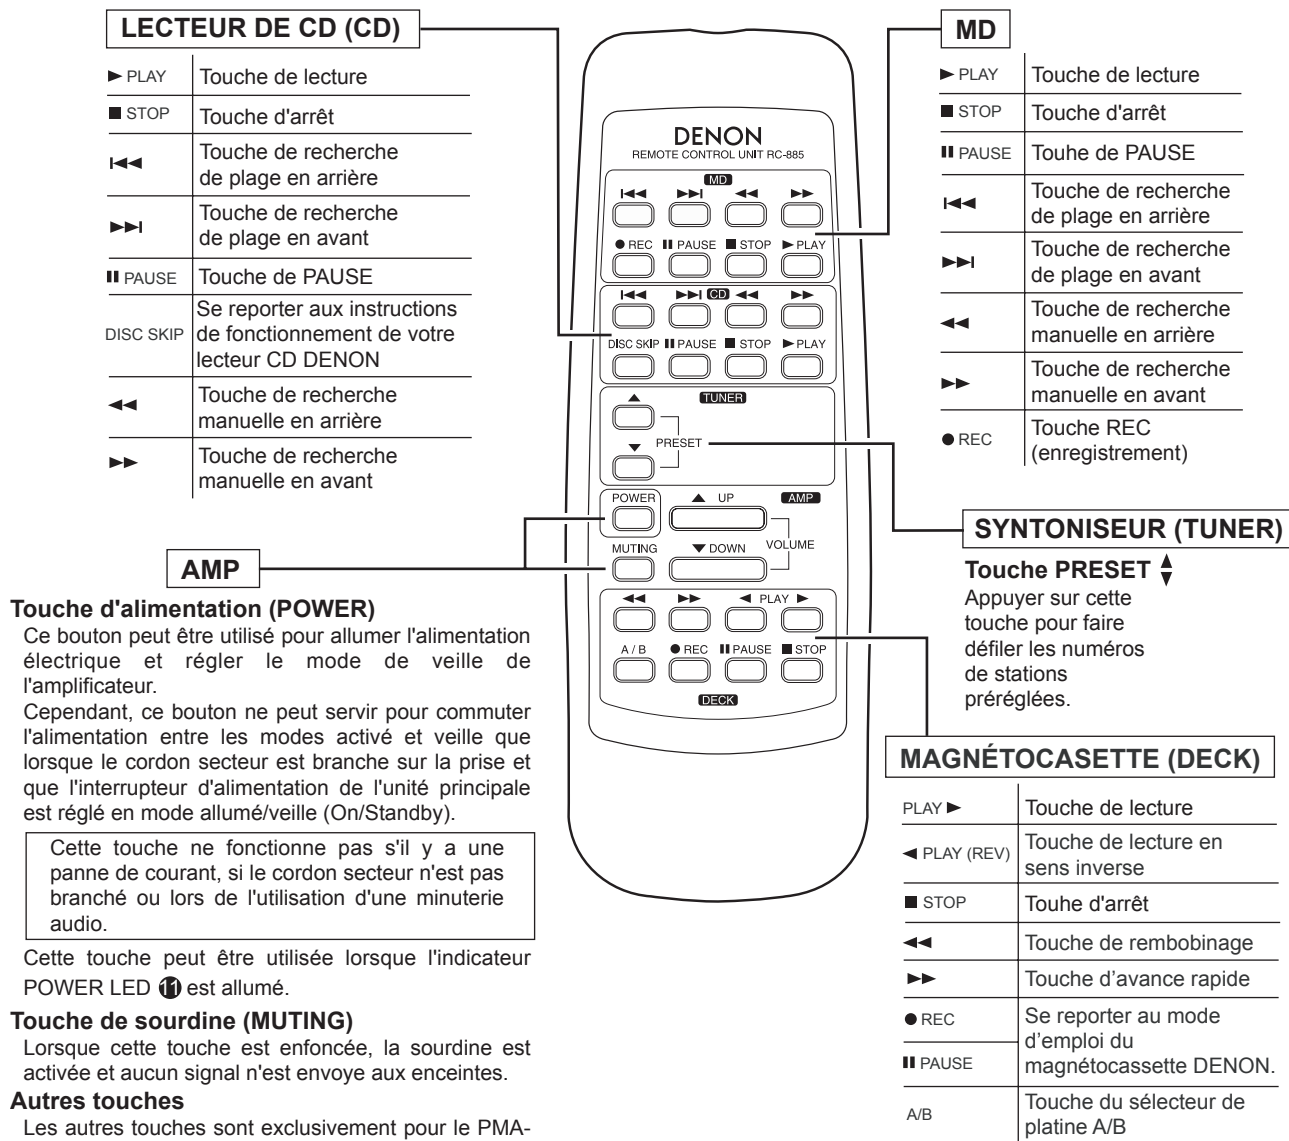 LECTEUR DE CD (CD)
► PLAY Touche de lecture
■ STOP Touche d'arrêt
I◄◄ Touche de recherche
de plage en arrière
►►I Touche de recherche
de plage en avant
II PAUSE Touche de PAUSE
DISC SKIP Se reporter aux instructions
de fonctionnement de votre
lecteur CD DENON
◄◄ Touche de recherche
manuelle en arrière
►► Touche de recherche
manuelle en avant
DENON
REMOTE CONTROL UNIT RC-885
MD
I◄◄ ►►I ◄◄ ►►
● REC II PAUSE ■ STOP ► PLAY
I◄◄ ►►I CD ◄◄ ►►
DISC SKIP II PAUSE ■ STOP ► PLAY
▲ TUNER
PRESET
▼
POWER ▲ UP AMP
MUTING ▼ DOWN VOLUME
◄◄ ►► ◄ PLAY ►
A / B ● REC II PAUSE ■ STOP
DECK
MD
► PLAY Touche de lecture
■ STOP Touche d'arrêt
II PAUSE Touhe de PAUSE
I◄◄ Touche de recherche
de plage en arrière
►►I Touche de recherche
de plage en avant
◄◄ Touche de recherche
manuelle en arrière
►► Touche de recherche
manuelle en avant
● REC Touche REC
(enregistrement)
SYNTONISEUR (TUNER)
Touche PRESET ▲▼
Appuyer sur cette
touche pour faire
défiler les numéros
de stations
préréglées.
AMP
Touche d'alimentation (POWER)
Ce bouton peut être utilisé pour allumer l'alimentation
électrique et régler le mode de veille de
l'amplificateur.
Cependant, ce bouton ne peut servir pour commuter
l'alimentation entre les modes activé et veille que
lorsque le cordon secteur est branche sur la prise et
que l'interrupteur d'alimentation de l'unité principale
est réglé en mode allumé/veille (On/Standby).
Cette touche ne fonctionne pas s'il y a une
panne de courant, si le cordon secteur n'est pas
branché ou lors de l'utilisation d'une minuterie
audio.
Cette touche peut être utilisée lorsque l'indicateur
POWER LED ⓫ est allumé.
Touche de sourdine (MUTING)
Lorsque cette touche est enfoncée, la sourdine est
activée et aucun signal n'est envoye aux enceintes.
Autres touches
Les autres touches sont exclusivement pour le PMA-
MAGNÉTOCASETTE (DECK)
PLAY ► Touche de lecture
◄ PLAY (REV) Touche de lecture en
sens inverse
■ STOP Touhe d'arrêt
◄◄ Touche de rembobinage
►► Touche d’avance rapide
● REC Se reporter au mode
d’emploi du
II PAUSE magnétocassette DENON.
A/B Touche du sélecteur de
platine A/B